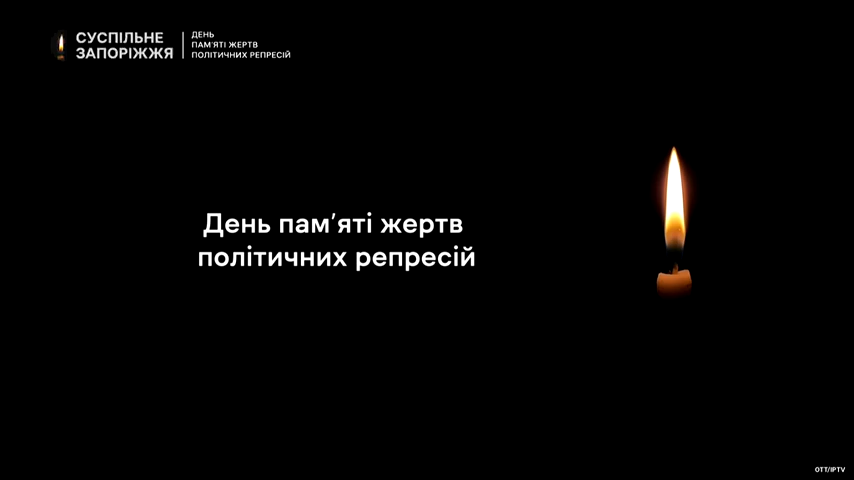 СУСПІЛЬНЕ
ЗАПОРІЖЖЯ
ДЕНЬ
ПАМ'ЯТІ ЖЕРТВ
ПОЛІТИЧНИХ РЕПРЕСІЙ
День пам'яті жертв
політичних репресій
OTT/IPTV